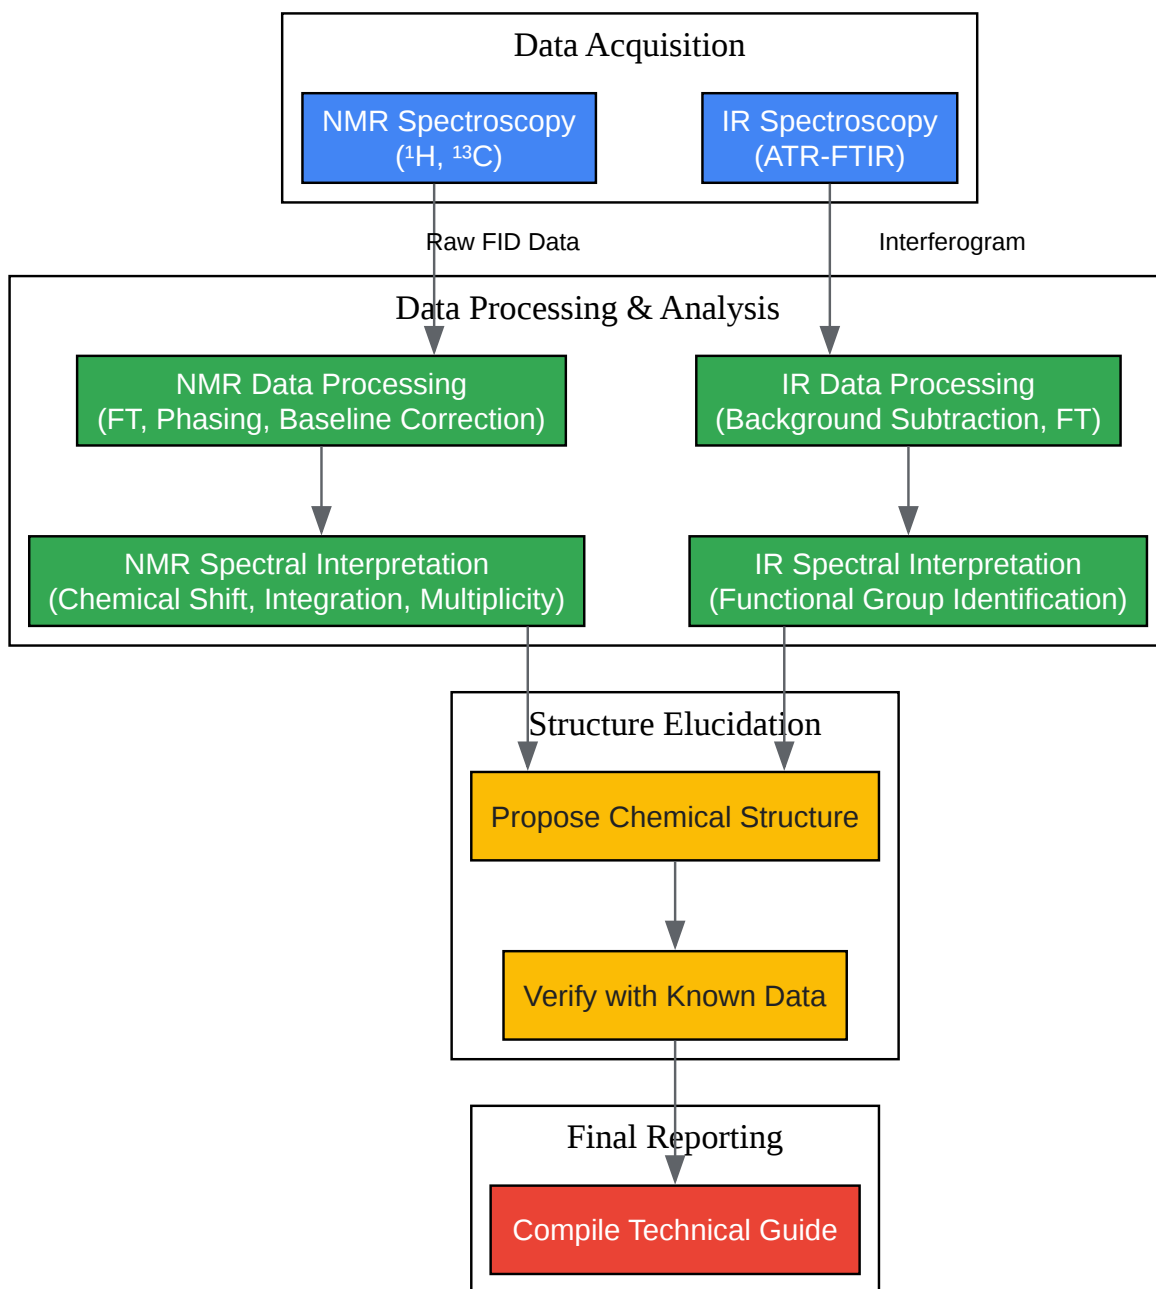 Data Acquisition
NMR Spectroscopy
(¹H, ¹³C)
IR Spectroscopy
(ATR-FTIR)
Raw FID Data
Interferogram
Data Processing & Analysis
NMR Data Processing
(FT, Phasing, Baseline Correction)
IR Data Processing
(Background Subtraction, FT)
NMR Spectral Interpretation
(Chemical Shift, Integration, Multiplicity)
IR Spectral Interpretation
(Functional Group Identification)
Structure Elucidation
Propose Chemical Structure
Verify with Known Data
Final Reporting
Compile Technical Guide